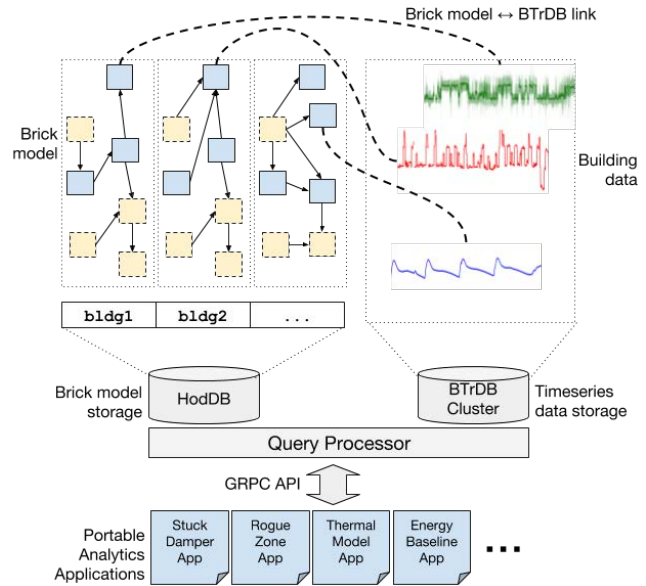 Brick model ↔ BTrDB link
Brick
model
Building
data
bldg1 bldg2 ...
Brick model
storage
HodDB
BTrDB
Cluster
Timeseries
data storage
Query Processor
GRPC API
Portable
Analytics
Applications
Stuck
Damper
App
Rogue
Zone
App
Thermal
Model
App
Energy
Baseline
App
...